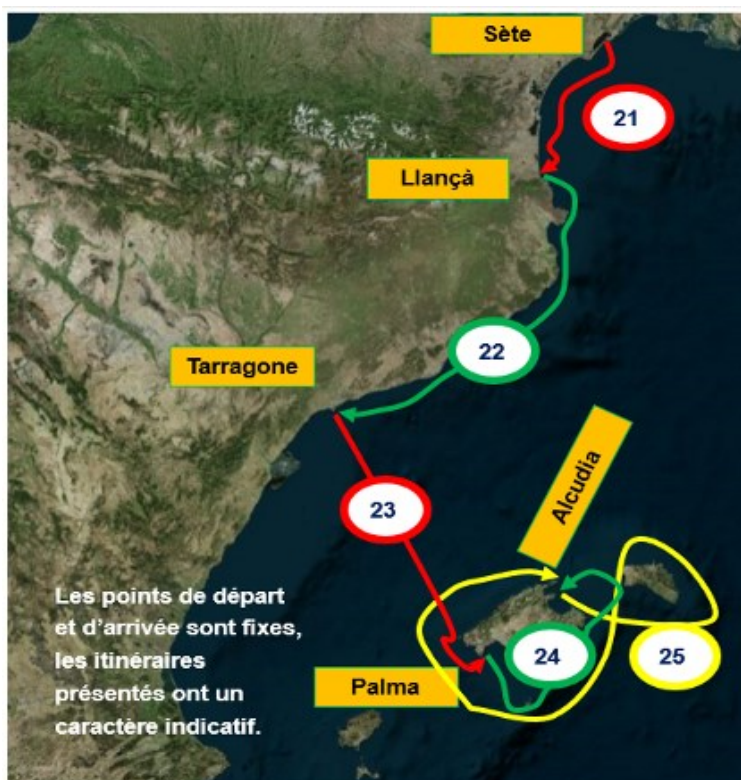 Sète
21
Llançà
22
Tarragone
23
Alcudia
Les points de départ
et d'arrivée sont fixes,
les itinéraires
présentés ont un
caractère indicatif.
24
25
Palma